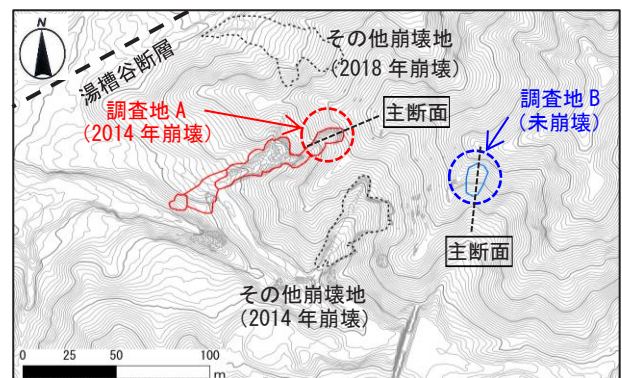 N
その他崩壊地
(2018 年崩壊)
湯槽谷断層
調査地 A
(2014 年崩壊)
主断面
調査地 B
(未崩壊)
主断面
その他崩壊地
(2014 年崩壊)
0 25 50 100
m